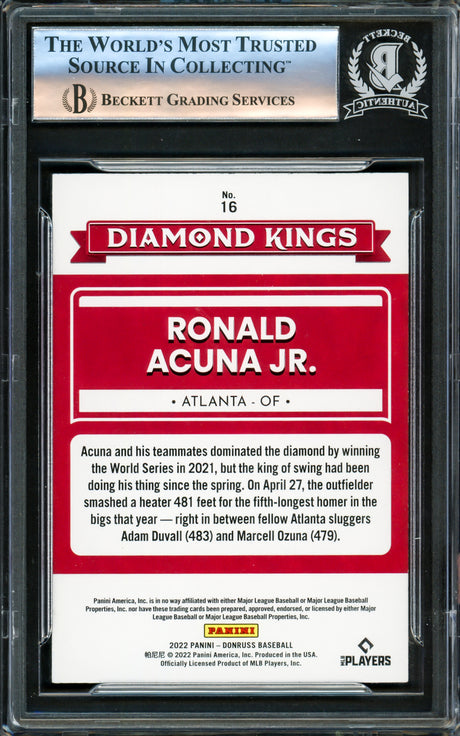 THE WORLD'S MOST TRUSTED
SOURCE IN COLLECTING™
B BECKETT GRADING SERVICES
BECKETT
AUTHENTIC
No.
16
DIAMOND KINGS
RONALD
ACUNA JR.
• ATLANTA - OF •
Acuna and his teammates dominated the diamond by winning
the World Series in 2021, but the king of swing had been
doing his thing since the spring. On April 27, the outfielder
smashed a heater 481 feet for the fifth-longest homer in the
bigs that year — right in between fellow Atlanta sluggers
Adam Duvall (483) and Marcell Ozuna (479).
Panini America, Inc. is in no way affiliated with either Major League Baseball or Major League Baseball
Properties, Inc. nor have these trading cards been prepared, approved, endorsed, or licensed by either Major
League Baseball or Major League Baseball Properties, Inc.
PANINI
2022 PANINI – DONRUSS BASEBALL
帕尼尼 © 2022 Panini America, Inc. Produced in the USA.
Officially Licensed Product of MLB Players, Inc.
MLB PLAYERS